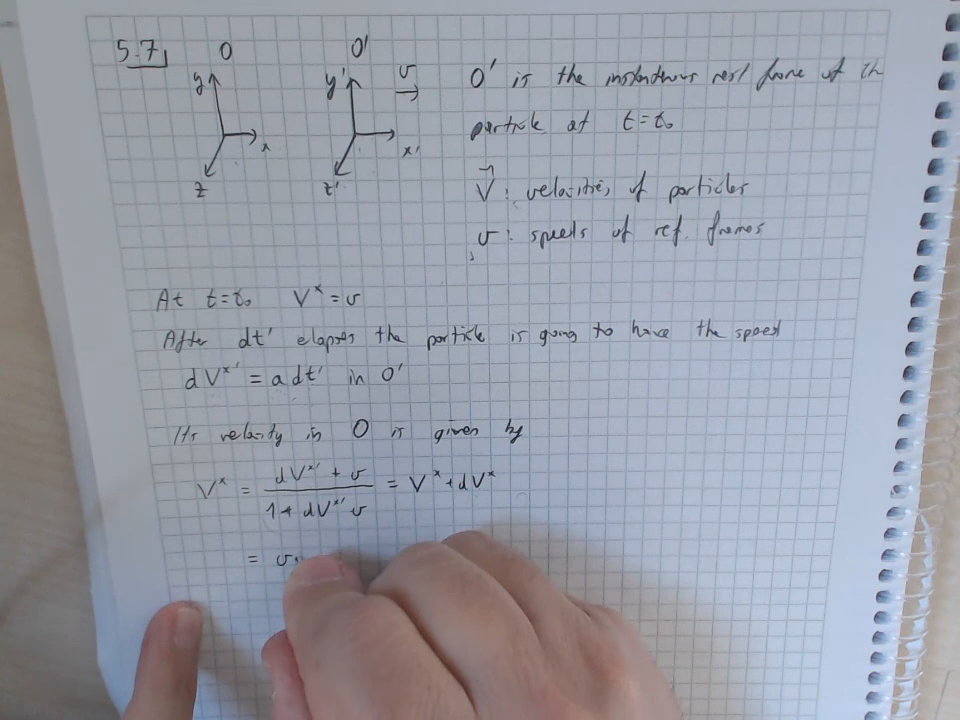 5.7 O O'
y y' v O' is the instantenous rest frame of th
x x' particle at t=t₀
z z'
V⃗ : velocities of particles
v : speeds of ref. frames
At t=t₀ Vˣ = v
After dt' elapses the particle is going to have the speed
dVˣ' = a dt' in O'
Its velocity in O is given by
Vˣ = (dVˣ' + v) / (1 + dVˣ' v) = Vˣ + dVˣ
= v